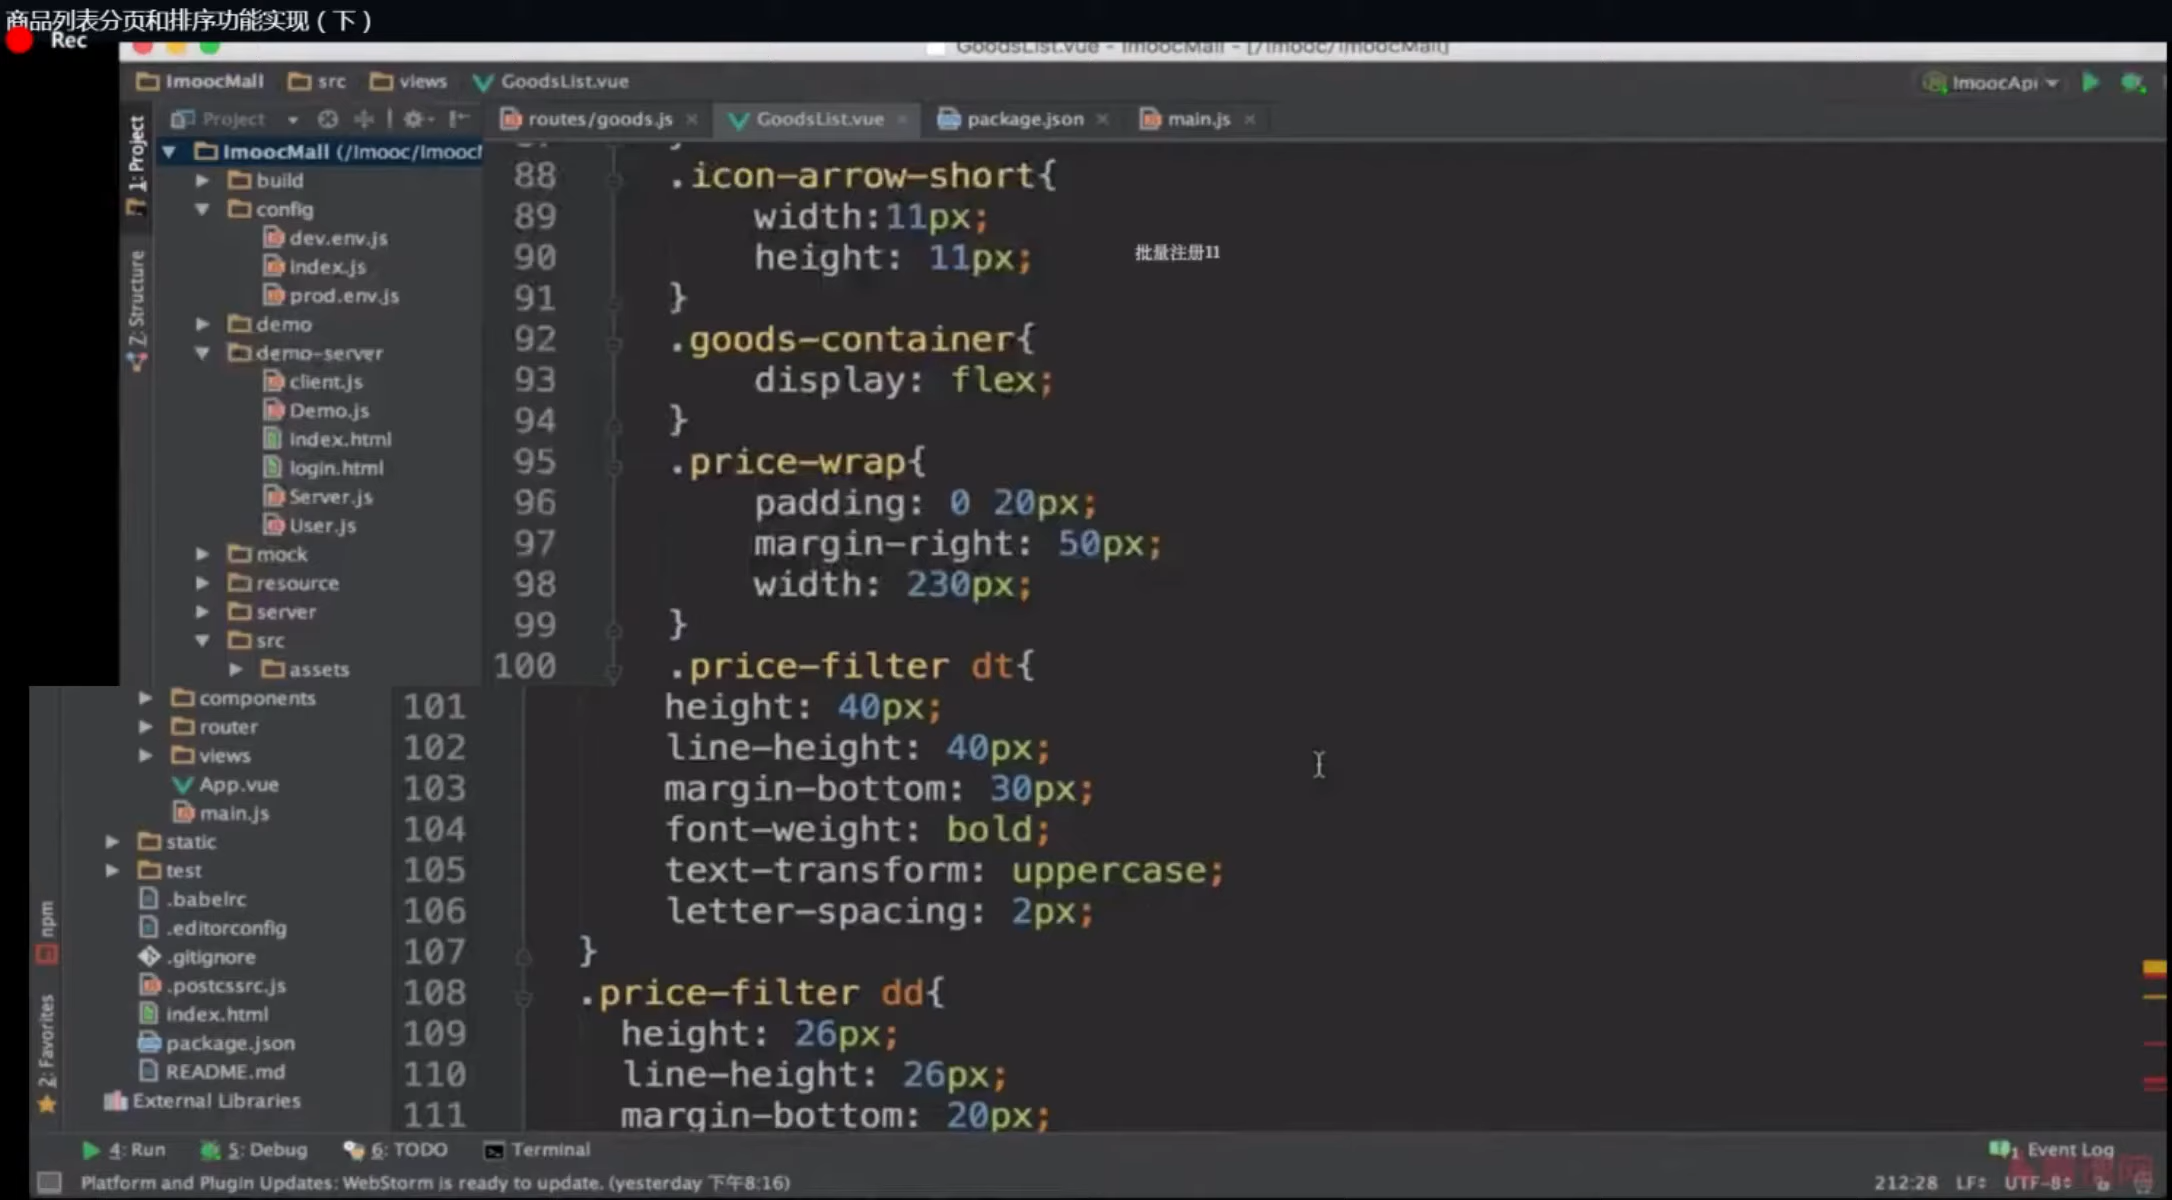 商品列表分页和排序功能实现（下）
Rec
GoodsList.vue - ImoocMall - [/Imooc/ImoocMall]
ImoocMall src views GoodsList.vue
ImoocApi
Project
routes/goods.js GoodsList.vue package.json main.js
1: Project
Z: Structure
npm
2: Favorites
ImoocMall (/Imooc/Imooc
build
config
dev.env.js
index.js
prod.env.js
demo
demo-server
client.js
Demo.js
index.html
login.html
Server.js
User.js
mock
resource
server
src
assets
components
router
views
App.vue
main.js
static
test
.babelrc
.editorconfig
.gitignore
.postcssrc.js
index.html
package.json
README.md
External Libraries
88 .icon-arrow-short{
89 width:11px;
90 height: 11px;
批量注册11
91 }
92 .goods-container{
93 display: flex;
94 }
95 .price-wrap{
96 padding: 0 20px;
97 margin-right: 50px;
98 width: 230px;
99 }
100 .price-filter dt{
101 height: 40px;
102 line-height: 40px;
103 margin-bottom: 30px;
104 font-weight: bold;
105 text-transform: uppercase;
106 letter-spacing: 2px;
107 }
108 .price-filter dd{
109 height: 26px;
110 line-height: 26px;
111 margin-bottom: 20px;
4: Run 5: Debug 6: TODO Terminal
1 Event Log
Platform and Plugin Updates: WebStorm is ready to update. (yesterday 下午8:16)
212:28 LF UTF-8